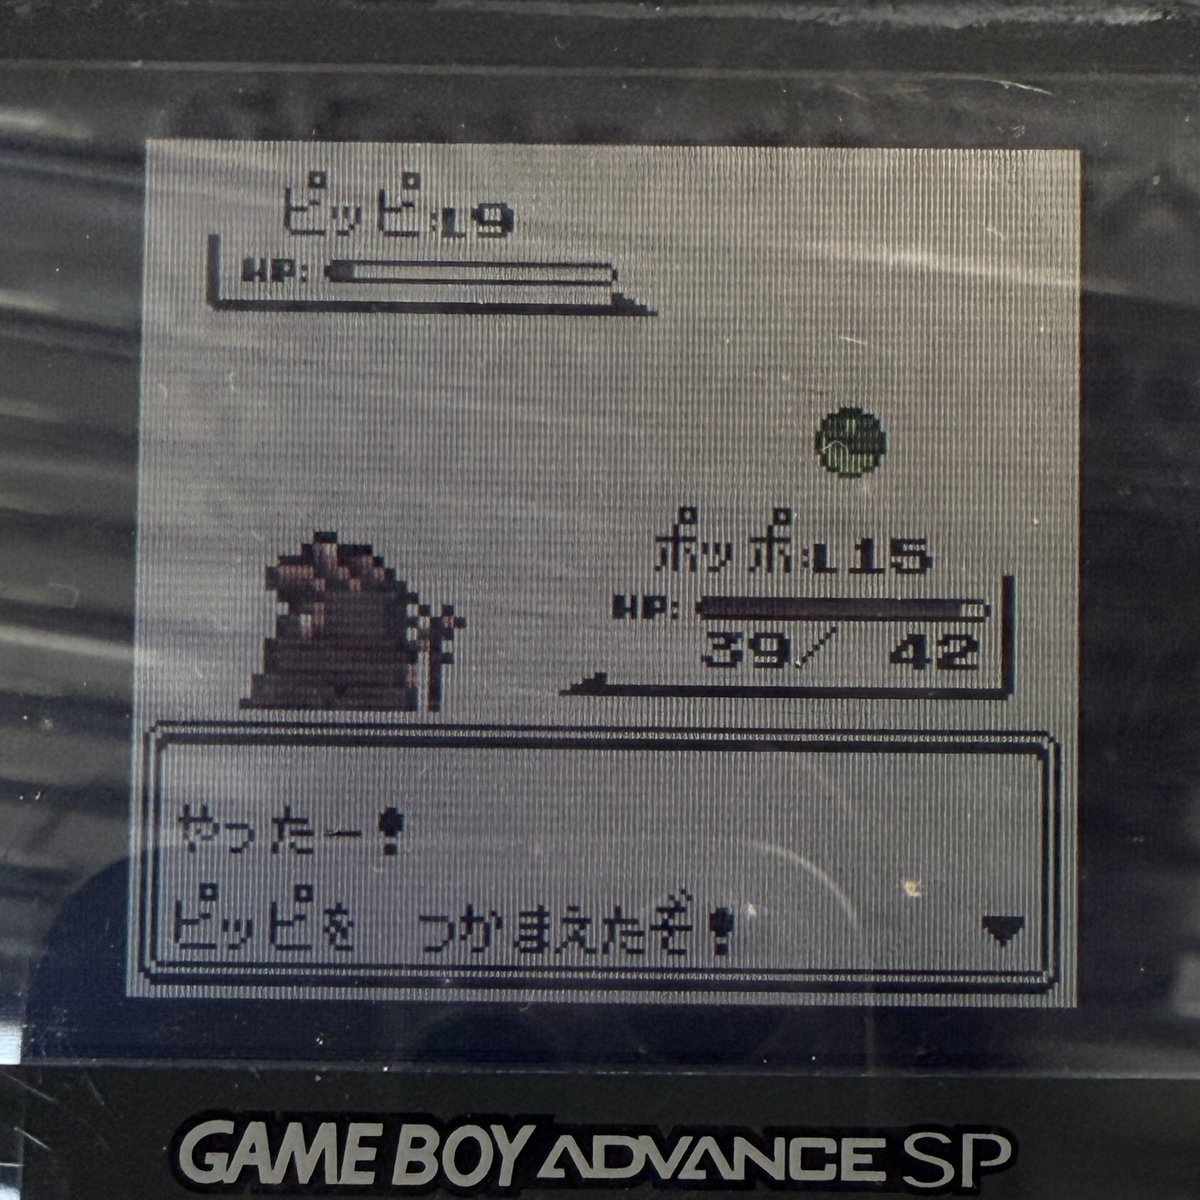 ピッピ:L9
HP:
ポッポ:L15
HP:
39/ 42
やったー!
ピッピを つかまえたぞ!
GAME BOY ADVANCE SP